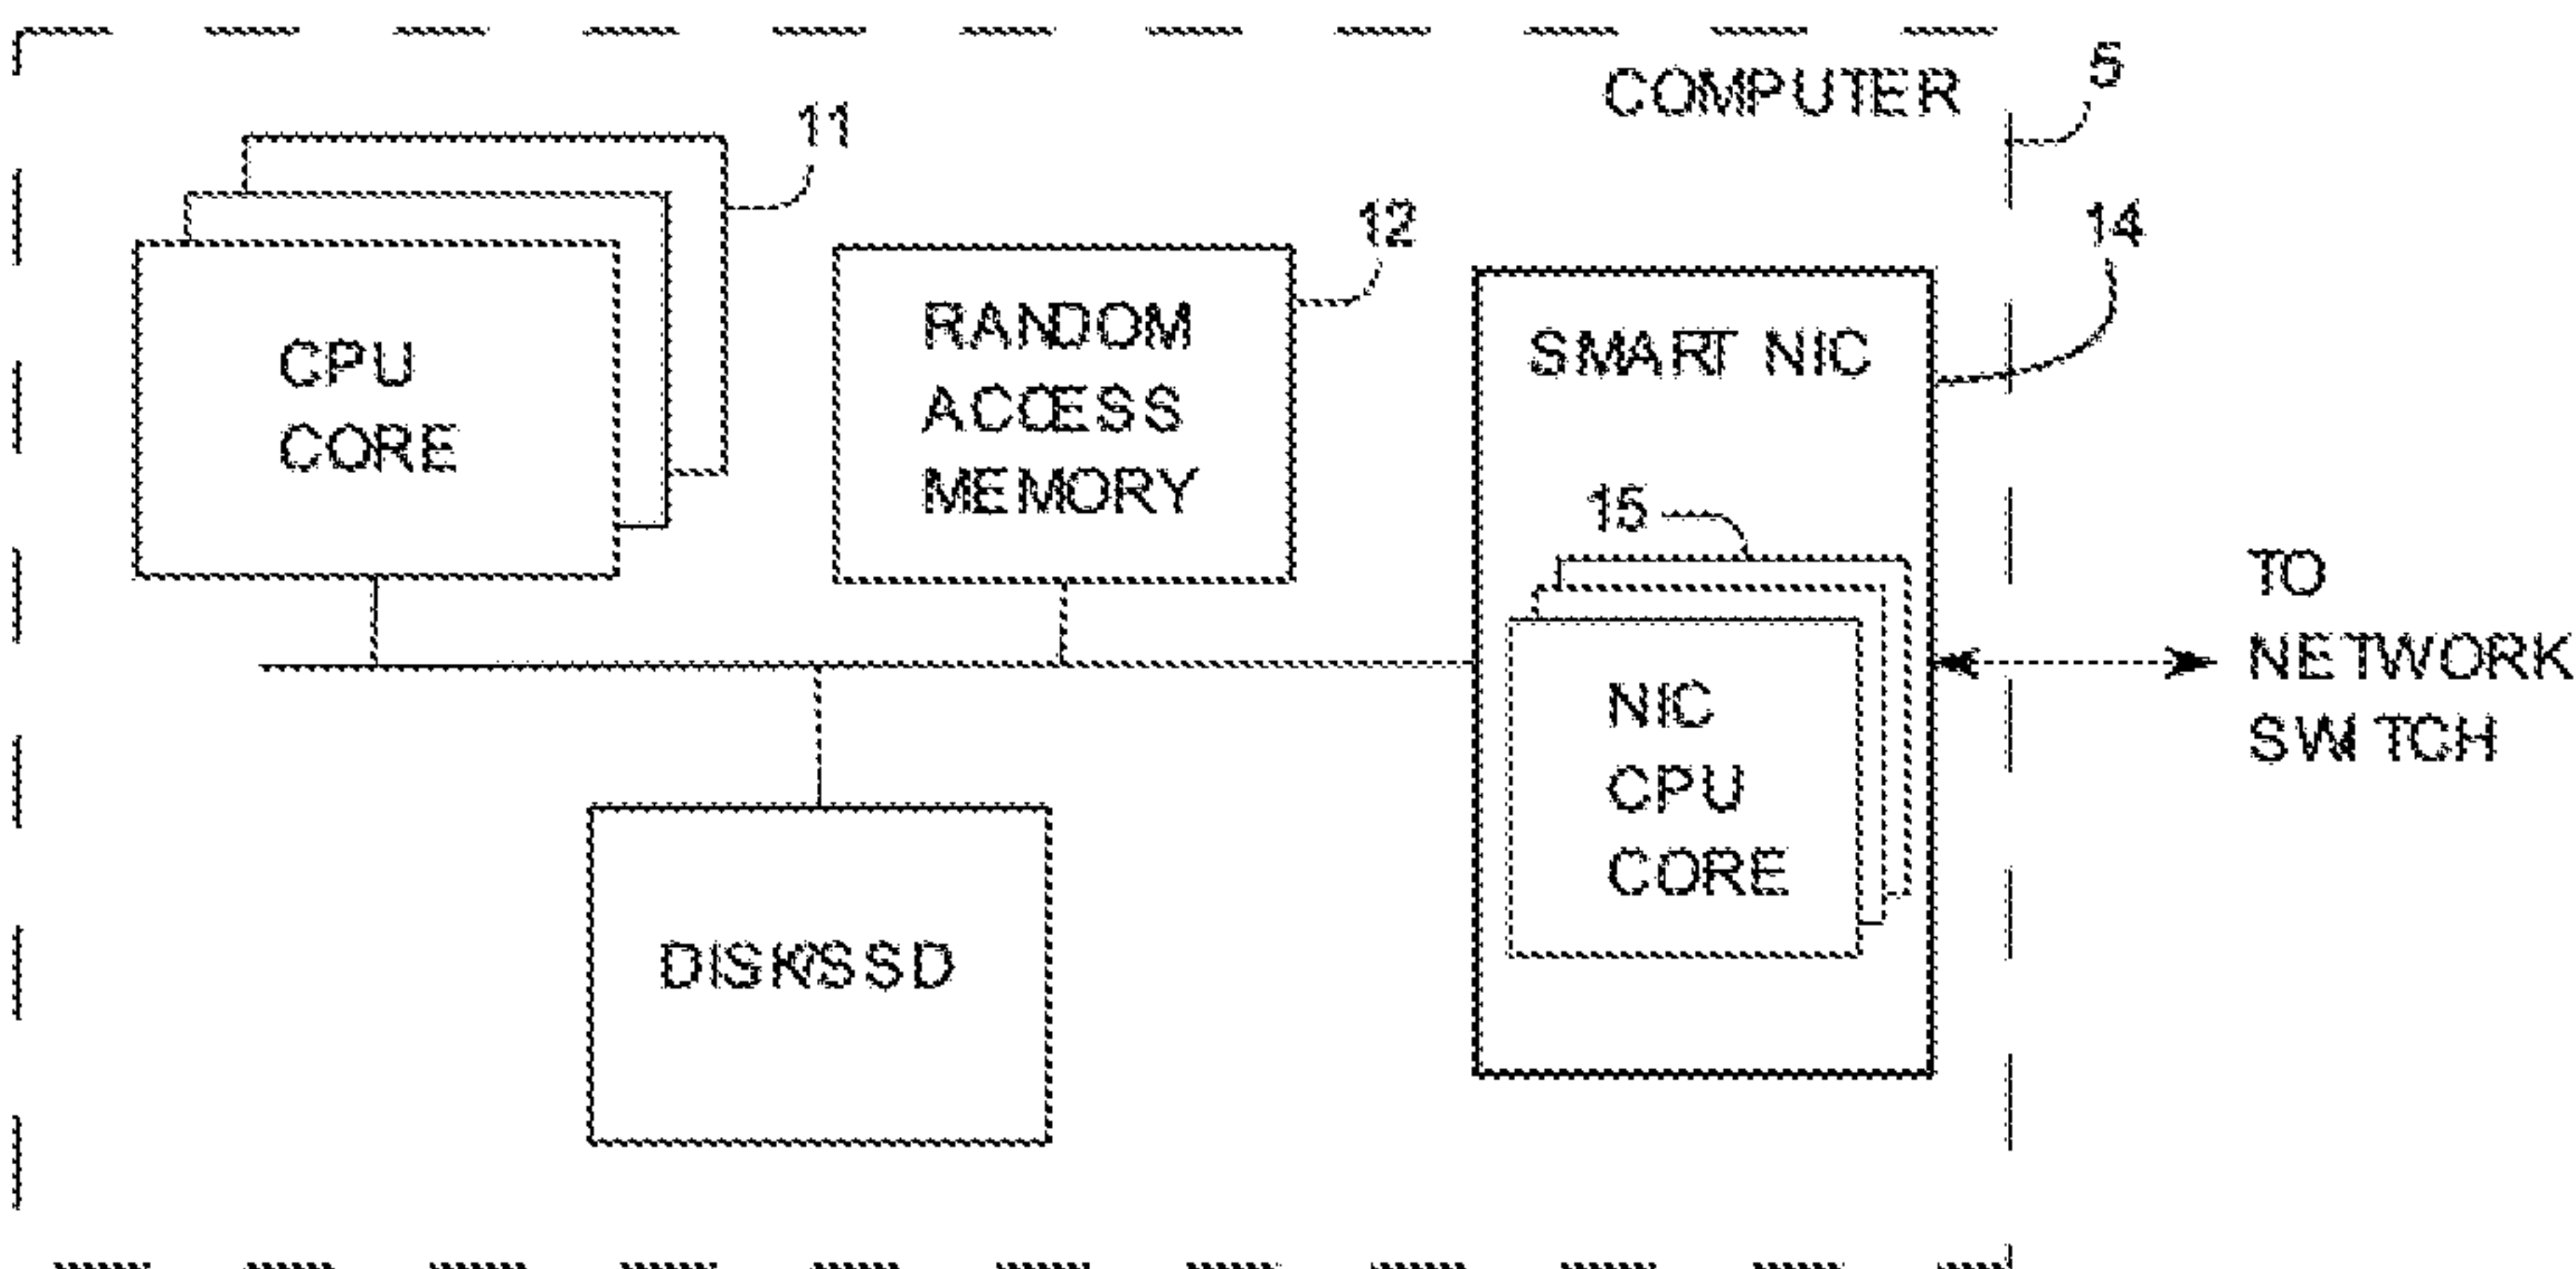 COMPUTER
5
11
12
14
CPU
CORE
RANDOM
ACCESS
MEMORY
SMART NIC
15
NIC
CPU
CORE
TO
NETWORK
SWITCH
DISK/SSD